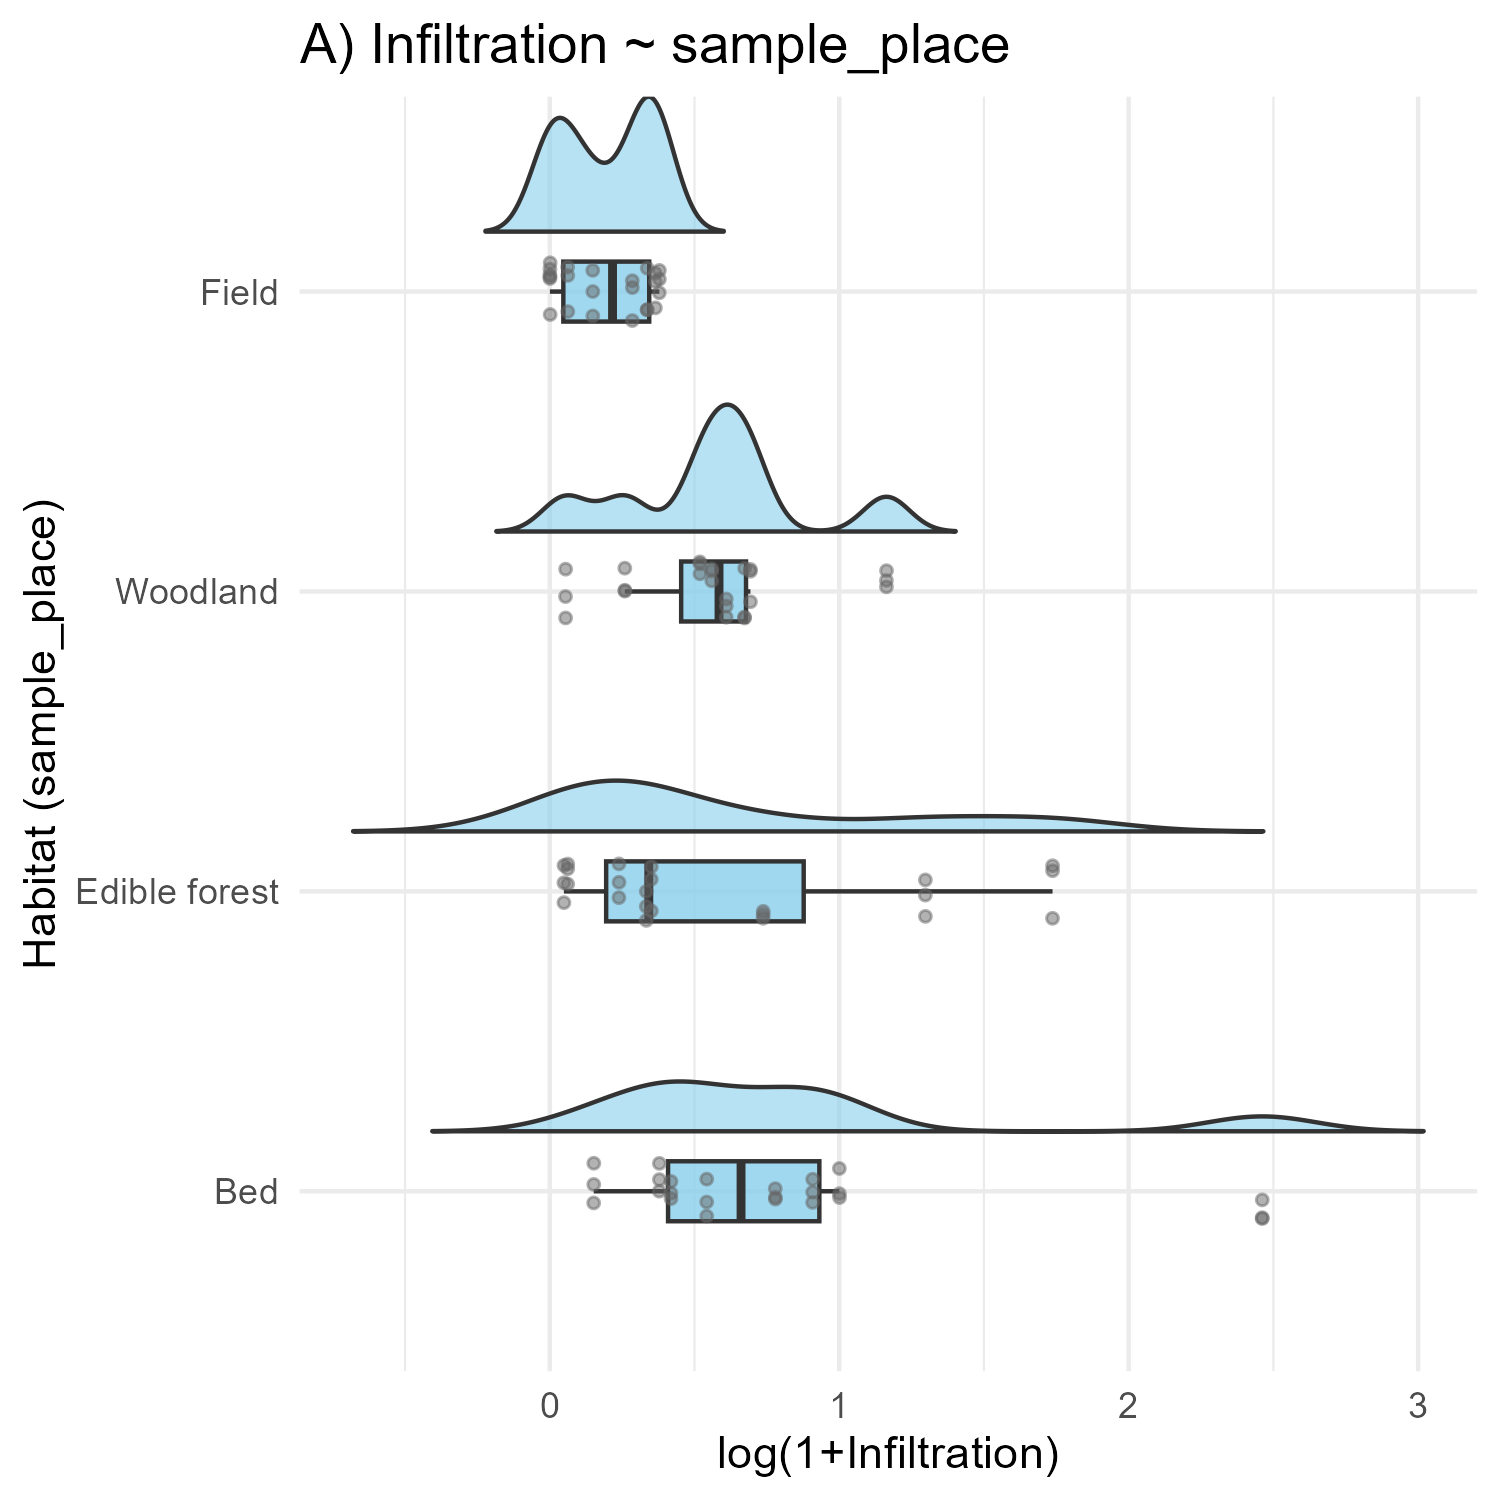 A) Infiltration ~ sample_place
Habitat (sample_place)
Field
Woodland
Edible forest
Bed
0 1 2 3
log(1+Infiltration)